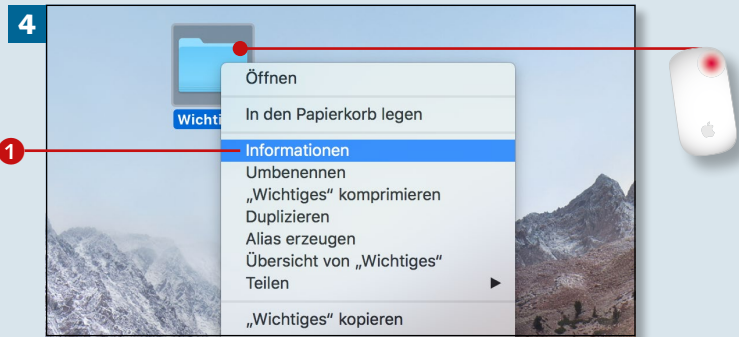 4
Wichti
Öffnen
In den Papierkorb legen
1
Informationen
Umbenennen
„Wichtiges“ komprimieren
Duplizieren
Alias erzeugen
Übersicht von „Wichtiges“
Teilen
„Wichtiges“ kopieren